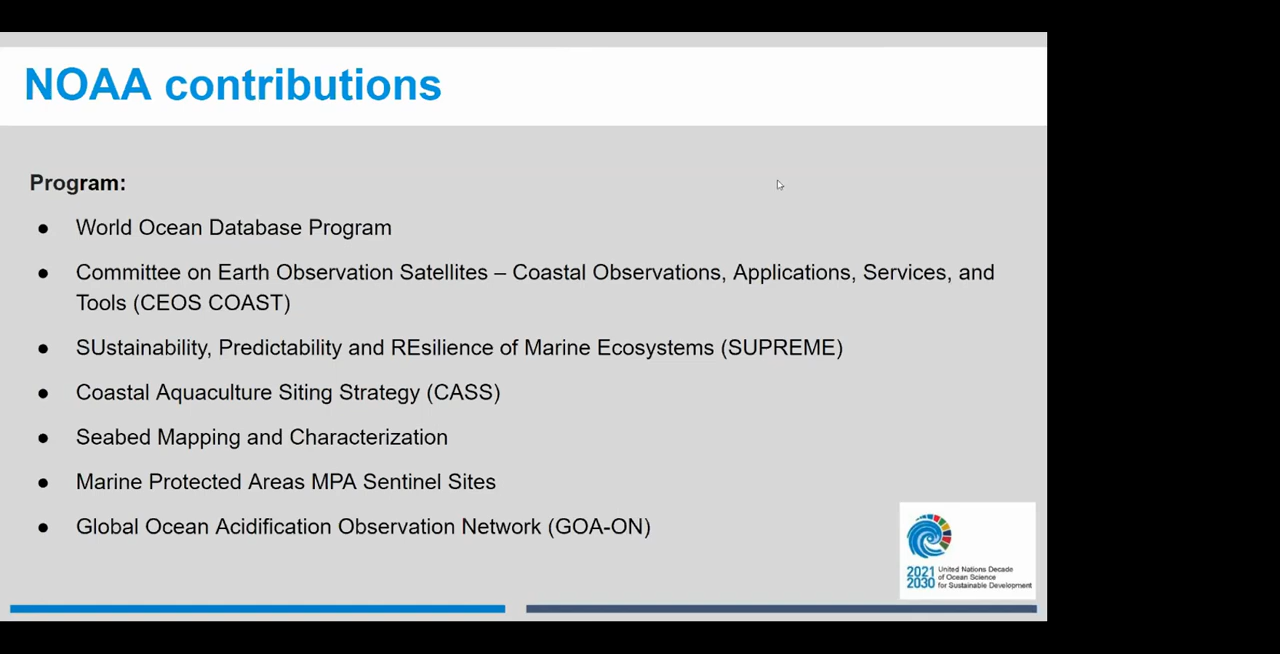 NOAA contributions
Program:
● World Ocean Database Program
● Committee on Earth Observation Satellites – Coastal Observations, Applications, Services, and
Tools (CEOS COAST)
● SUstainability, Predictability and REsilience of Marine Ecosystems (SUPREME)
● Coastal Aquaculture Siting Strategy (CASS)
● Seabed Mapping and Characterization
● Marine Protected Areas MPA Sentinel Sites
● Global Ocean Acidification Observation Network (GOA-ON)
2021
2030
United Nations Decade
of Ocean Science
for Sustainable Development